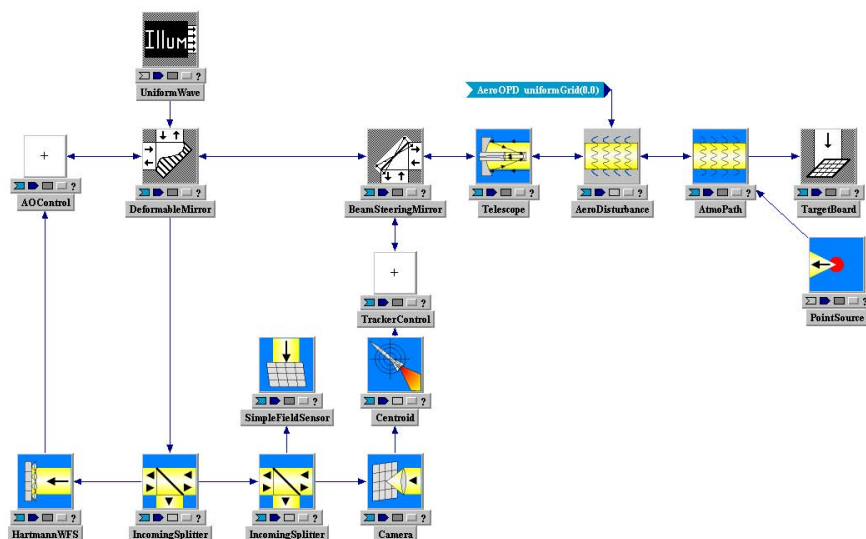 Illum
?
UniformWave
AeroOPD uniformGrid(0.0)
+
?
AOControl
?
DeformableMirror
?
BeamSteeringMirror
?
Telescope
?
AeroDisturbance
?
AtmoPath
?
TargetBoard
+
?
TrackerControl
?
PointSource
?
SimpleFieldSensor
?
Centroid
?
HartmannWFS
?
IncomingSplitter
?
IncomingSplitter
?
Camera